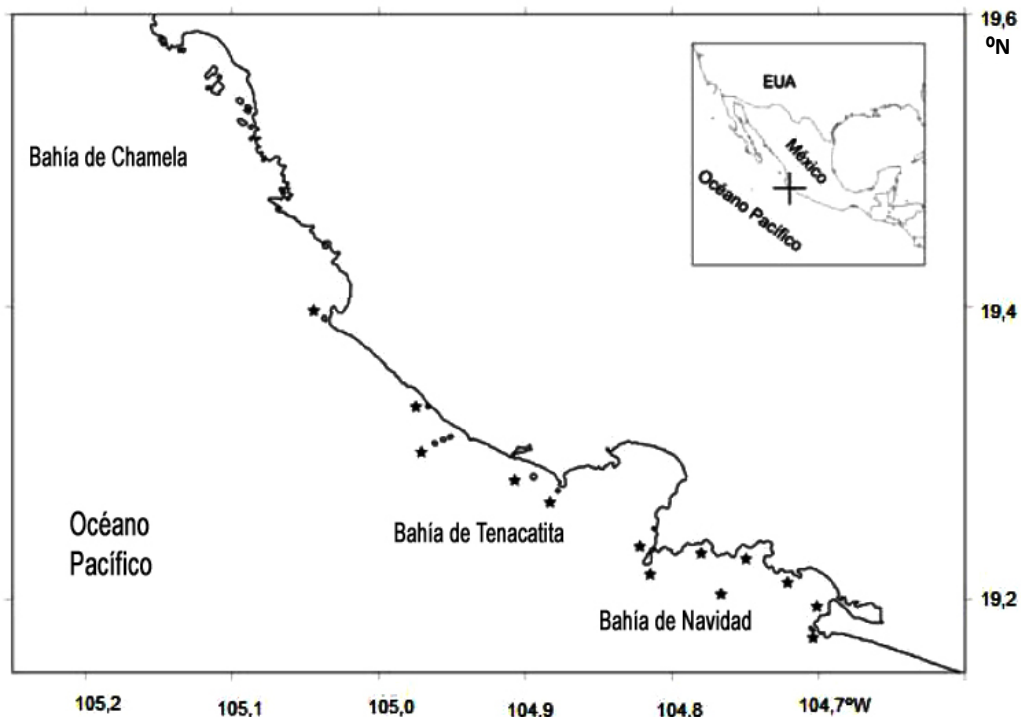 19,6
ºN
EUA
México
Océano Pacífico
Bahía de Chamela
19,4
Océano
Pacífico
Bahía de Tenacatita
Bahía de Navidad
19,2
105,2 105,1 105,0 104,9 104,8 104,7ºW